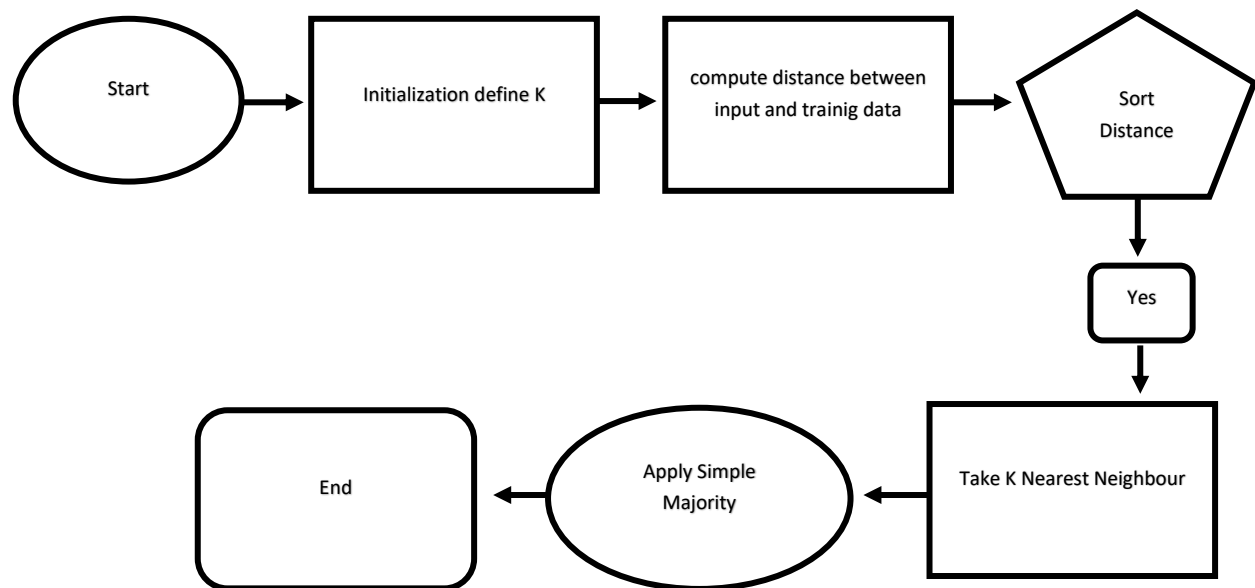 Start
Initialization define K
compute distance between
input and trainig data
Sort
Distance
Yes
Take K Nearest Neighbour
Apply Simple
Majority
End